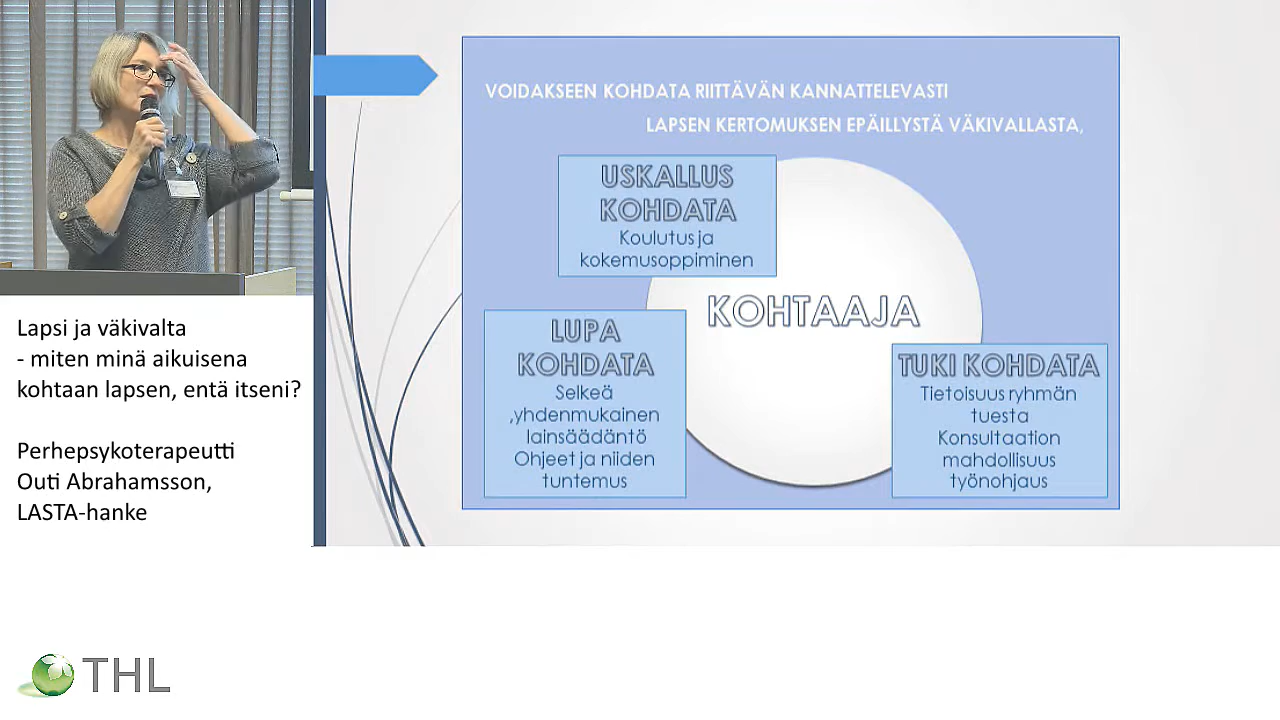 VOIDAKSEEN KOHDATA RIITTÄVÄN KANNATTELEVASTI
LAPSEN KERTOMUKSEN EPÄILLYSTÄ VÄKIVALLASTA,
USKALLUS
KOHDATA
Koulutus ja
kokemusoppiminen
KOHTAAJA
LUPA
KOHDATA
Selkeä
,yhdenmukainen
lainsäädäntö
Ohjeet ja niiden
tuntemus
TUKI KOHDATA
Tietoisuus ryhmän
tuesta
Konsultaation
mahdollisuus
työnohjaus
Lapsi ja väkivalta
- miten minä aikuisena
kohtaan lapsen, entä itseni?
Perhepsykoterapeutti
Outi Abrahamsson,
LASTA-hanke
THL